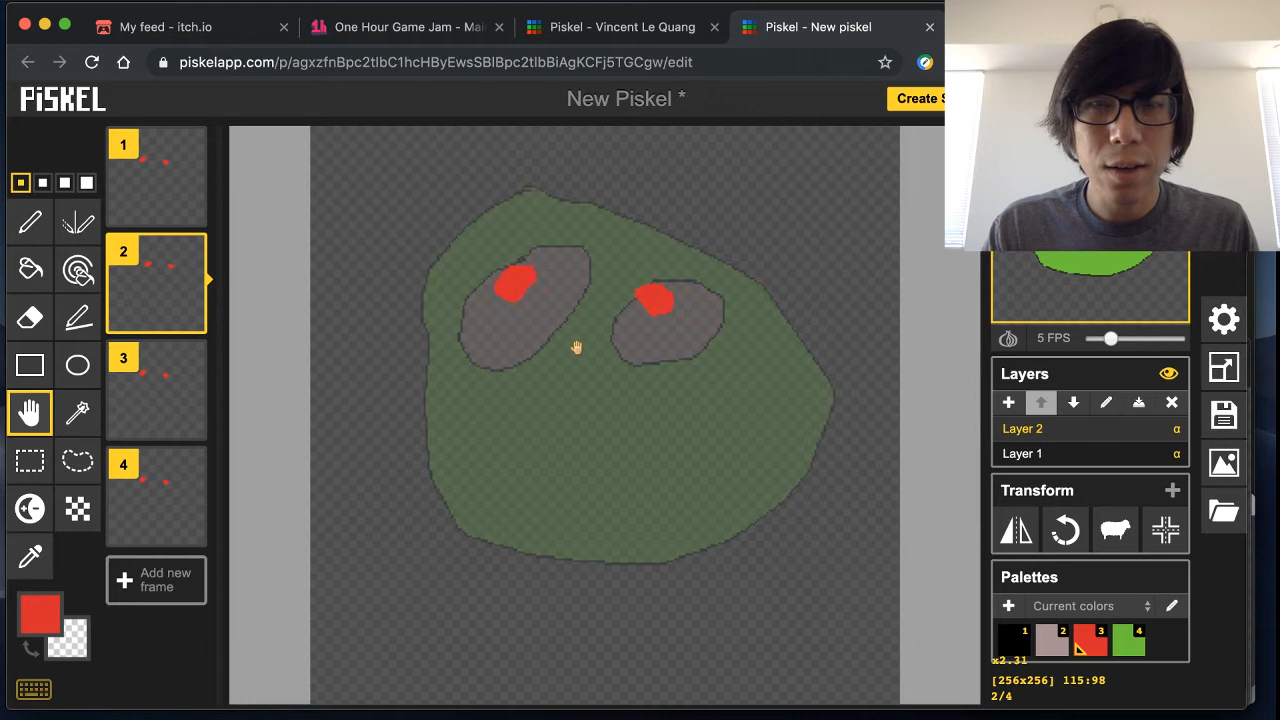 My feed - itch.io
One Hour Game Jam - Mai
Piskel - Vincent Le Quang
Piskel - New piskel
piskelapp.com/p/agxzfnBpc2tlbC1hcHByEwsSBlBpc2tlbBiAgKCFj5TGCgw/edit
PiSKEL
New Piskel *
Create S
1
2
3
4
Add new
frame
5 FPS
Layers
Layer 2 α
Layer 1 α
Transform
Palettes
Current colors
1 2 3 4
x2.31
[256x256] 115:98
2/4